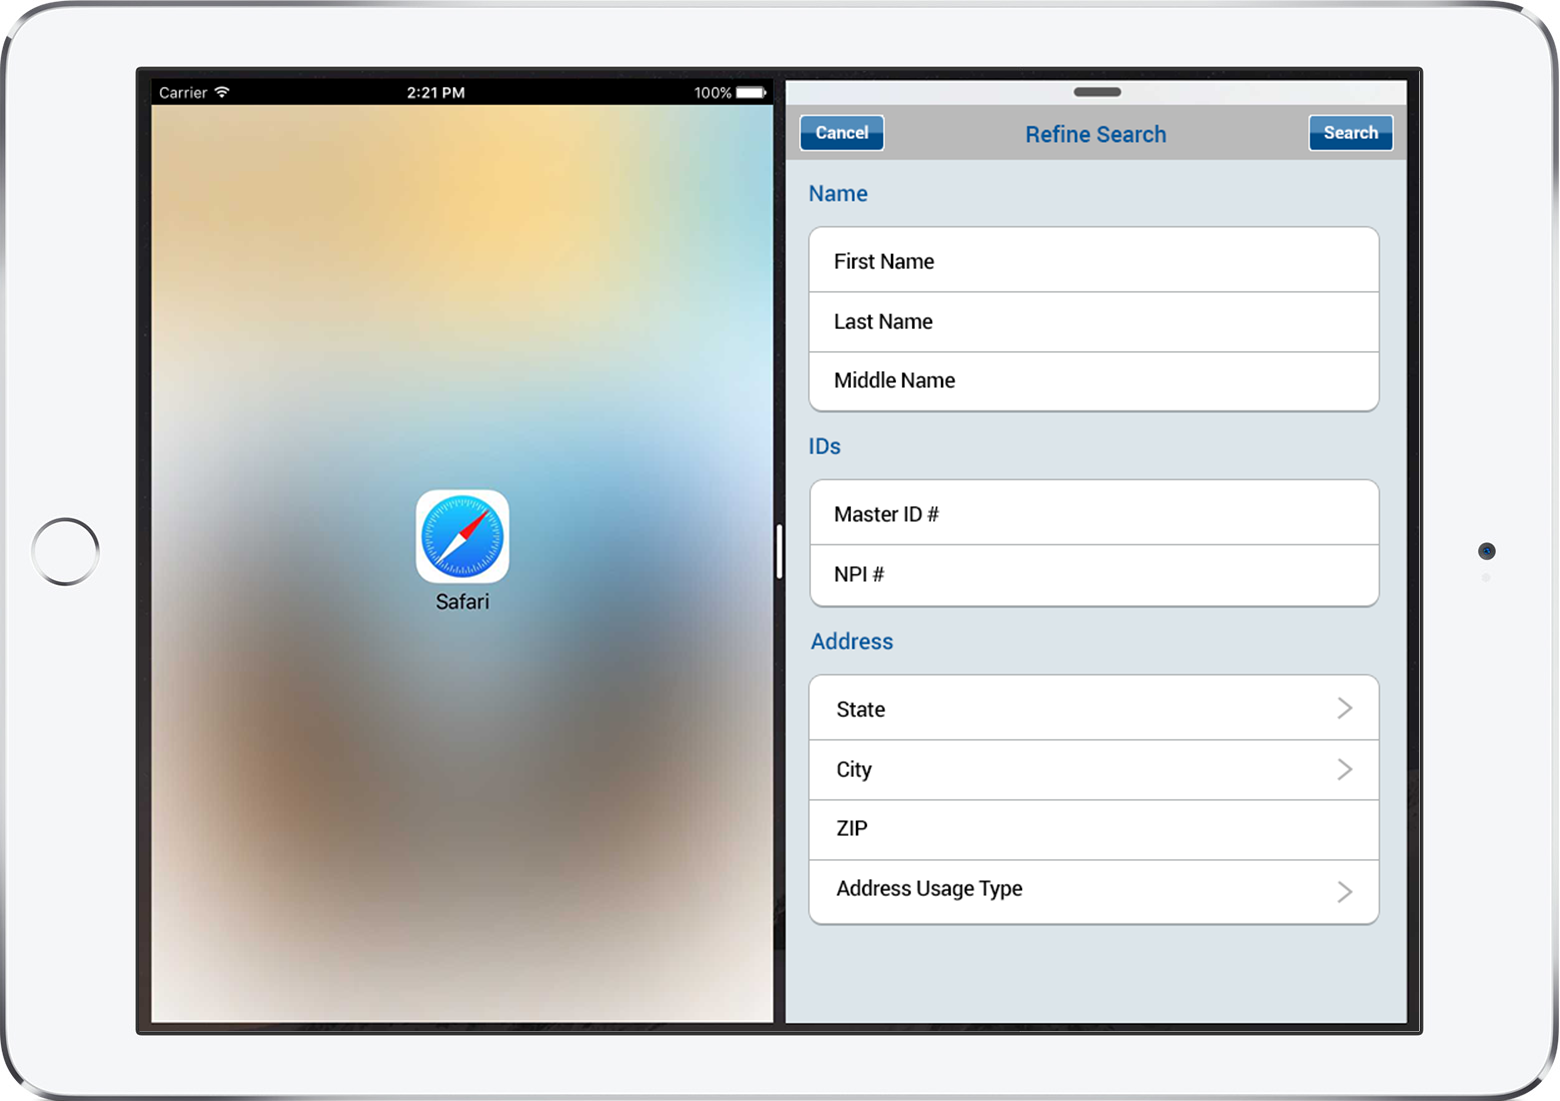 Carrier 2:21 PM 100%
Safari
Cancel Refine Search Search
Name
First Name
Last Name
Middle Name
IDs
Master ID #
NPI #
Address
State
City
ZIP
Address Usage Type